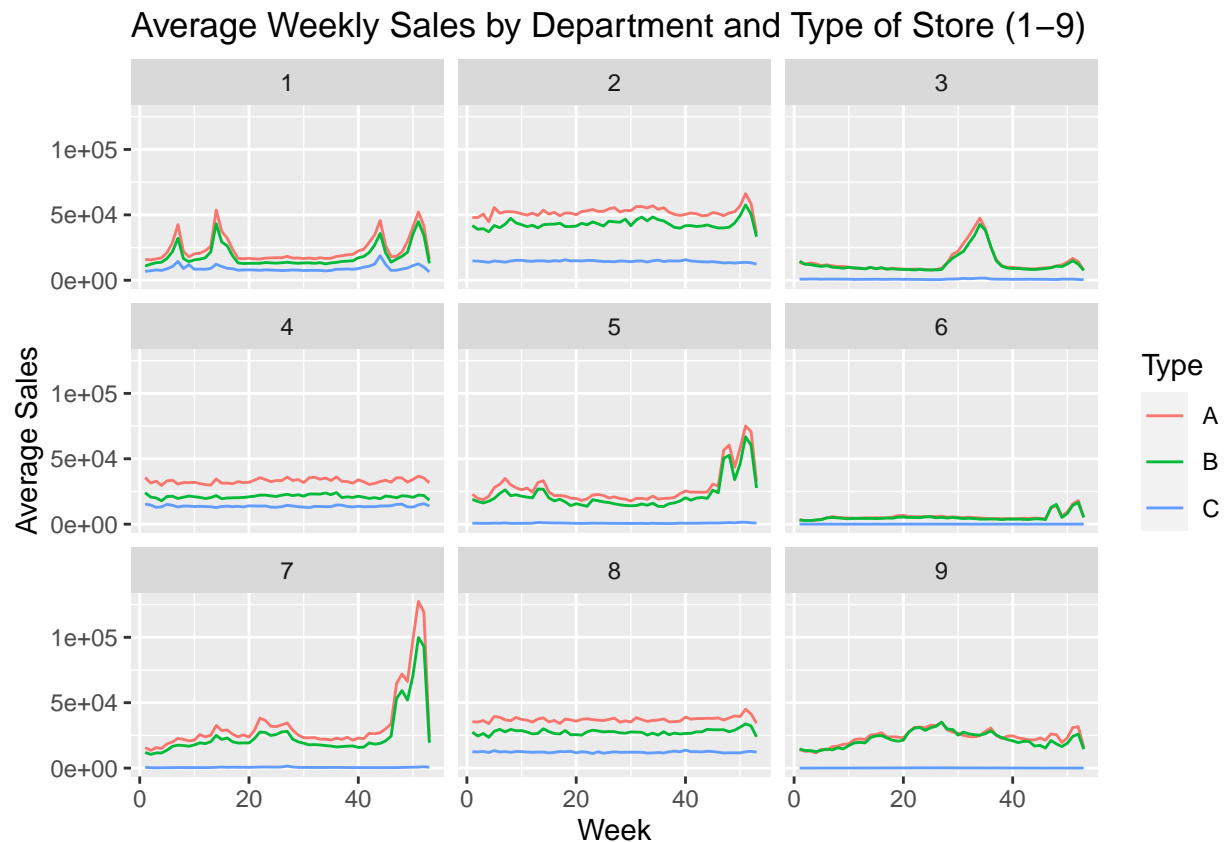 Average Weekly Sales by Department and Type of Store (1–9)
1
2
3
1e+05
5e+04
0e+00
4
5
6
1e+05
5e+04
0e+00
7
8
9
1e+05
5e+04
0e+00
0 20 40
0 20 40
0 20 40
Week
Average Sales
Type
A
B
C